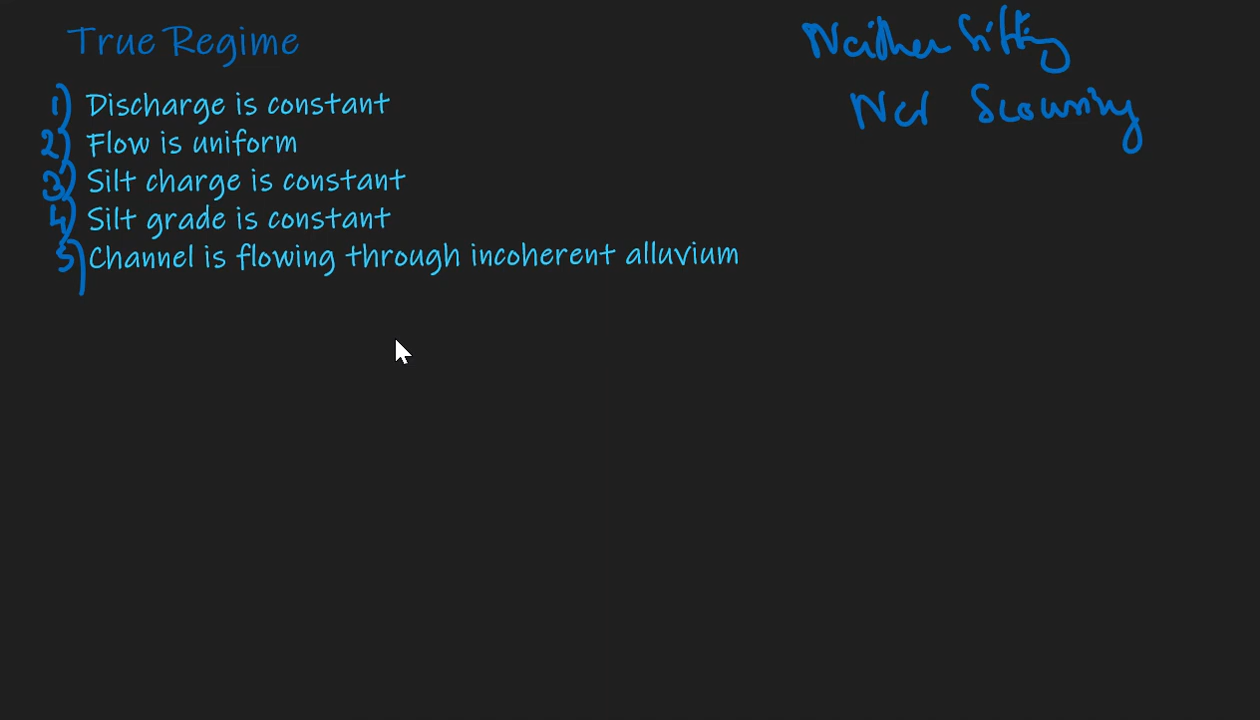 True Regime
1) Discharge is constant
2) Flow is uniform
3) Silt charge is constant
4) Silt grade is constant
5) Channel is flowing through incoherent alluvium
Neither Silting
Nor Scouring